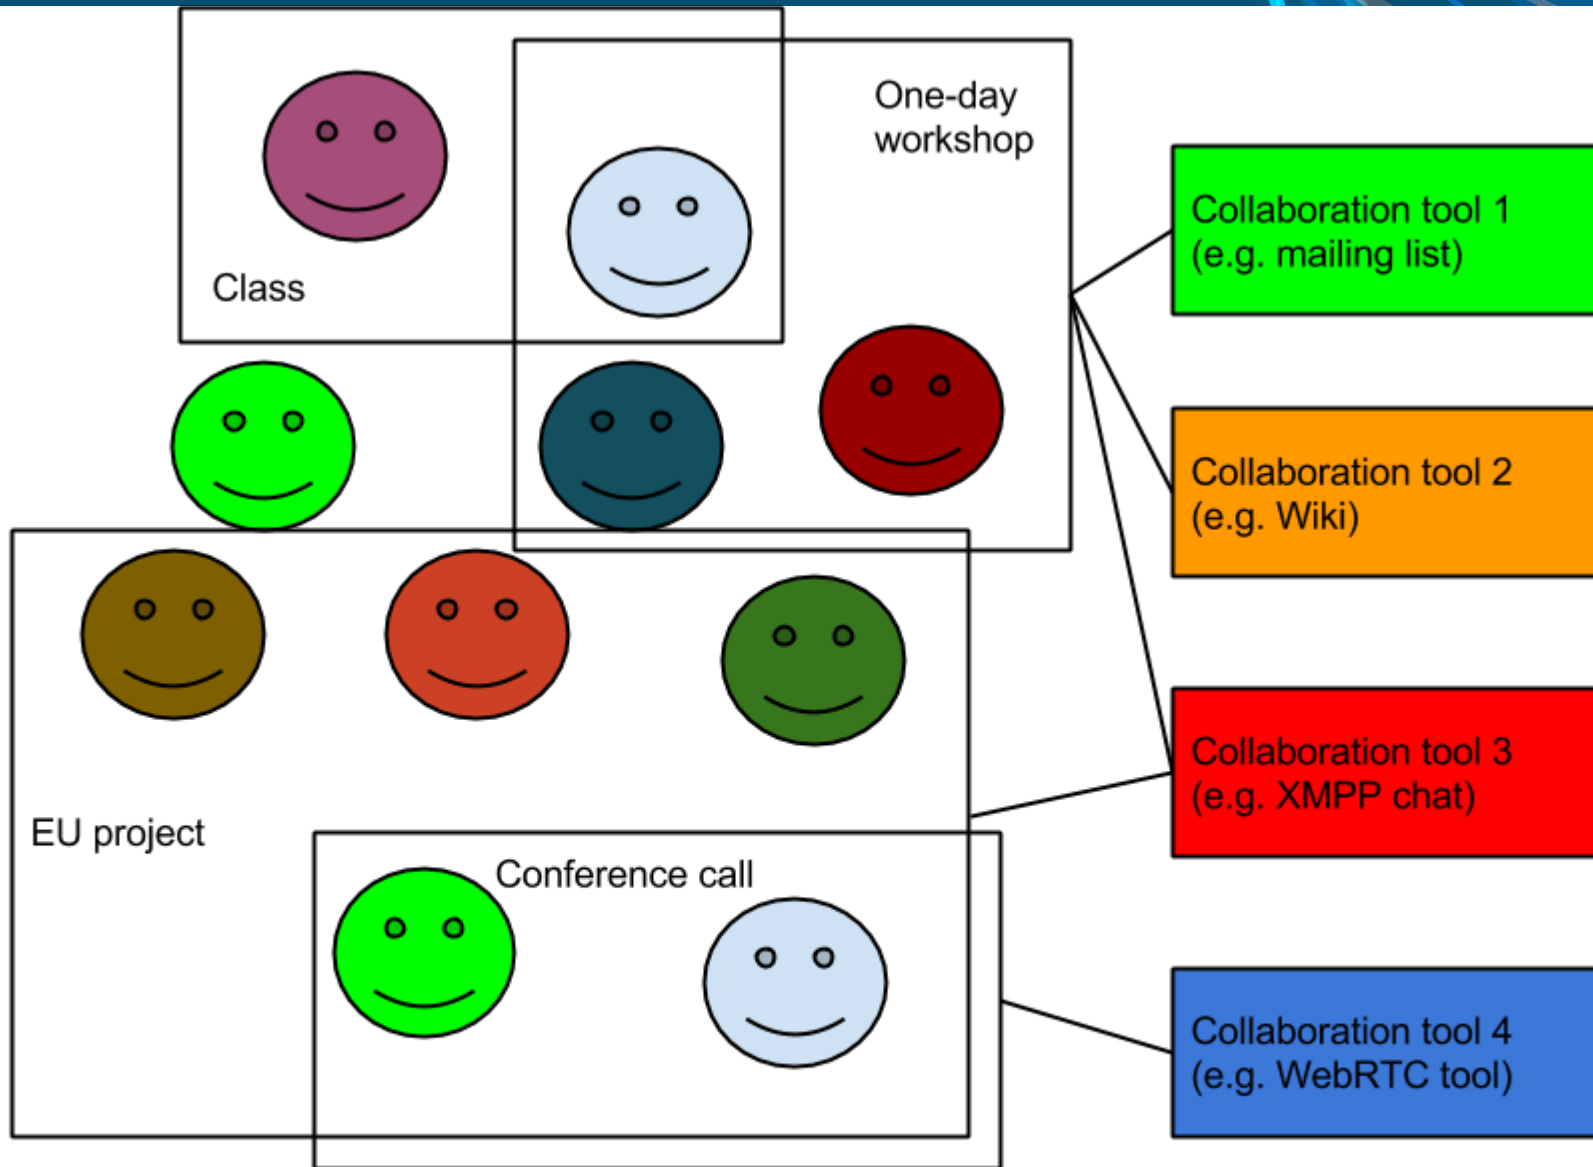 One-day
workshop
Class
Collaboration tool 1
(e.g. mailing list)
Collaboration tool 2
(e.g. Wiki)
Collaboration tool 3
(e.g. XMPP chat)
EU project
Conference call
Collaboration tool 4
(e.g. WebRTC tool)